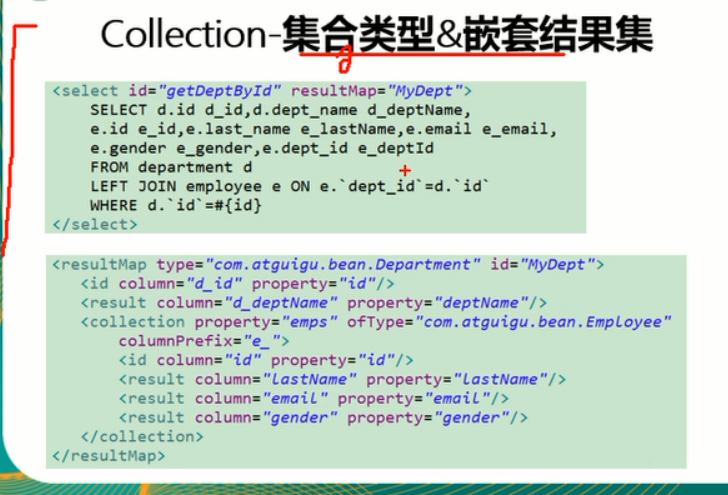 Collection-集合类型&嵌套结果集
<select id="getDeptById" resultMap="MyDept">
SELECT d.id d_id,d.dept_name d_deptName,
e.id e_id,e.last_name e_lastName,e.email e_email,
e.gender e_gender,e.dept_id e_deptId
FROM department d
LEFT JOIN employee e ON e.`dept_id`=d.`id`
WHERE d.`id`=#{id}
</select>
<resultMap type="com.atguigu.bean.Department" id="MyDept">
<id column="d_id" property="id"/>
<result column="d_deptName" property="deptName"/>
<collection property="emps" ofType="com.atguigu.bean.Employee"
columnPrefix="e_">
<id column="id" property="id"/>
<result column="lastName" property="lastName"/>
<result column="email" property="email"/>
<result column="gender" property="gender"/>
</collection>
</resultMap>